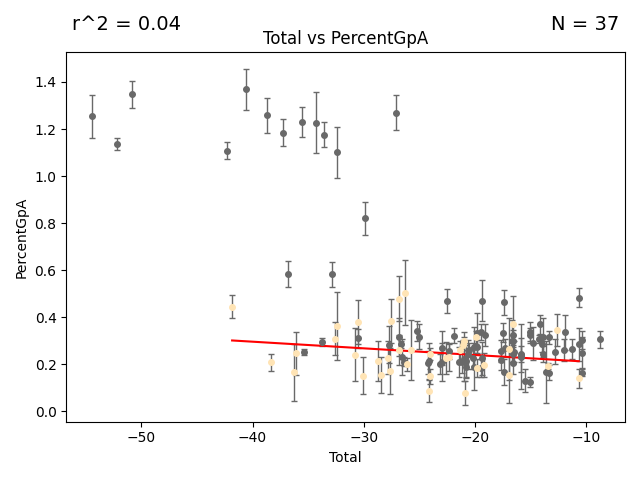 r^2 = 0.04 N = 37
Total vs PercentGpA
PercentGpA
1.4
1.2
1.0
0.8
0.6
0.4
0.2
0.0
−50 −40 −30 −20 −10
Total